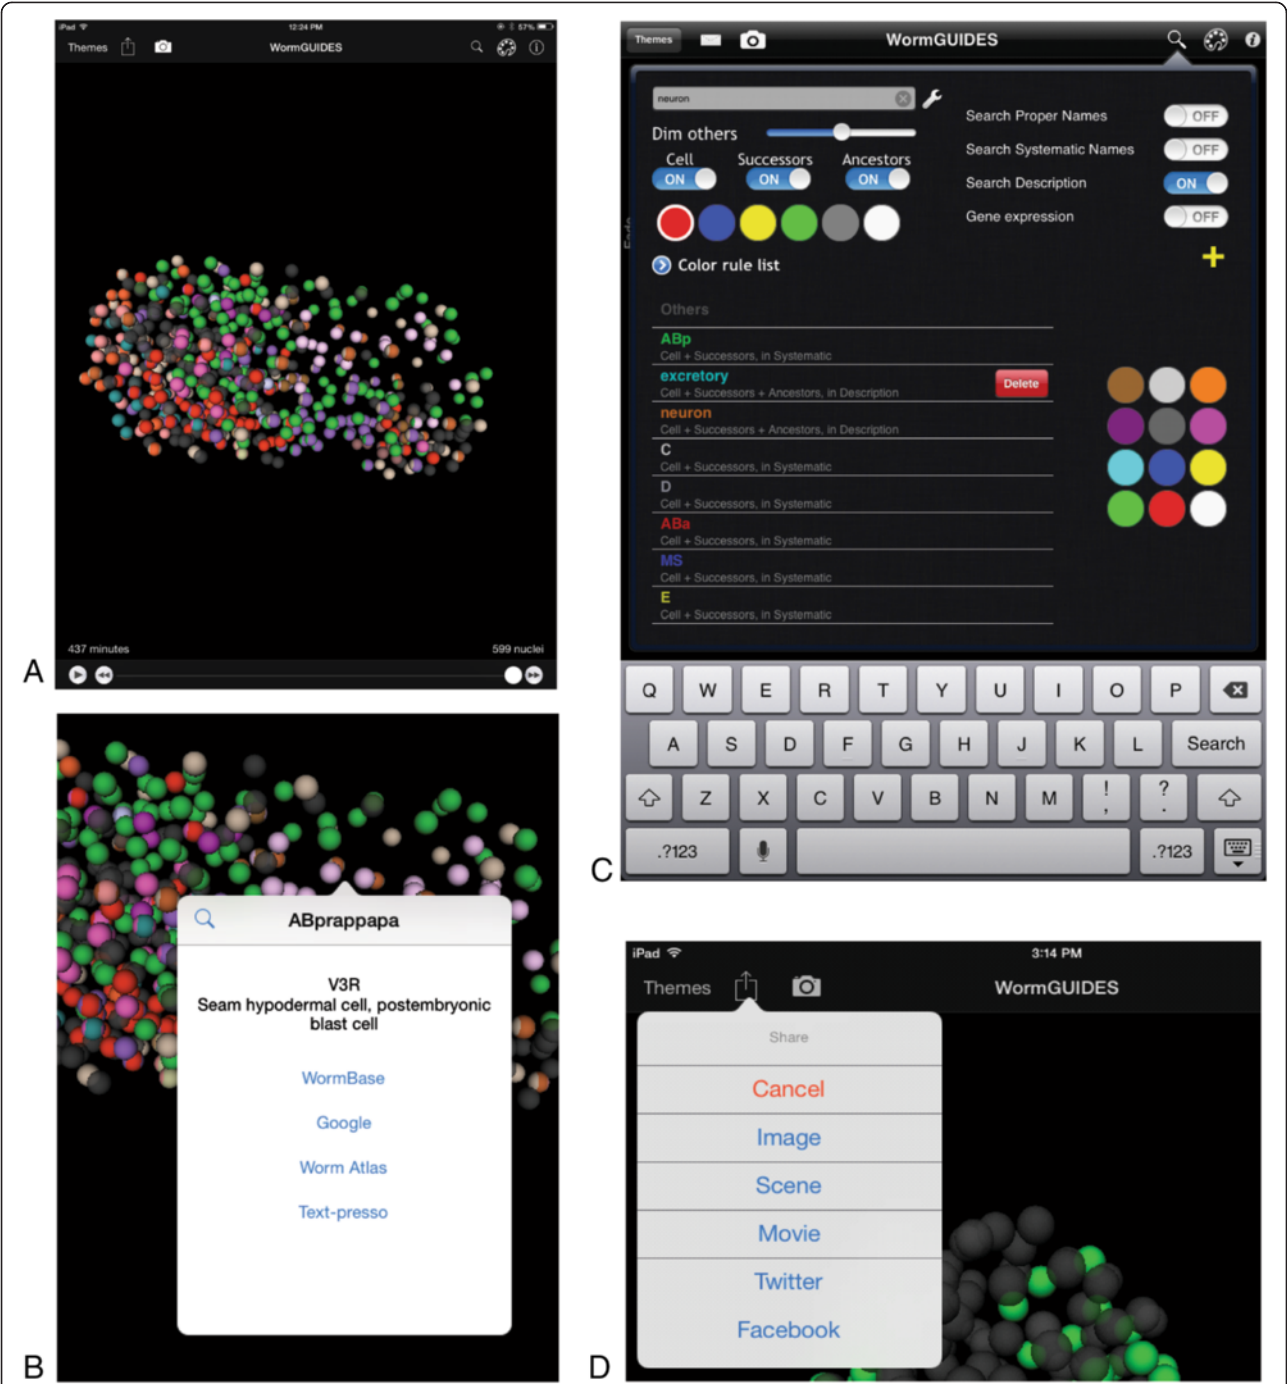 iPad
12:24 PM
57%
Themes
WormGUIDES
437 minutes
599 nuclei
A
ABprappapa
V3R
Seam hypodermal cell, postembryonic
blast cell
WormBase
Google
Worm Atlas
Text-presso
B
Themes
WormGUIDES
neuron
Dim others
Cell
Successors
Ancestors
ON
ON
ON
Search Proper Names
OFF
Search Systematic Names
OFF
Search Description
ON
Gene expression
OFF
Fade
Color rule list
+
Others
ABp
Cell + Successors, in Systematic
excretory
Cell + Successors + Ancestors, in Description
Delete
neuron
Cell + Successors + Ancestors, in Description
C
Cell + Successors, in Systematic
D
Cell + Successors, in Systematic
ABa
Cell + Successors, in Systematic
MS
Cell + Successors, in Systematic
E
Cell + Successors, in Systematic
Q W E R T Y U I O P
A S D F G H J K L Search
Z X C V B N M ! , ? .
.?123 .?123
C
iPad
3:14 PM
Themes
WormGUIDES
Share
Cancel
Image
Scene
Movie
Twitter
Facebook
D